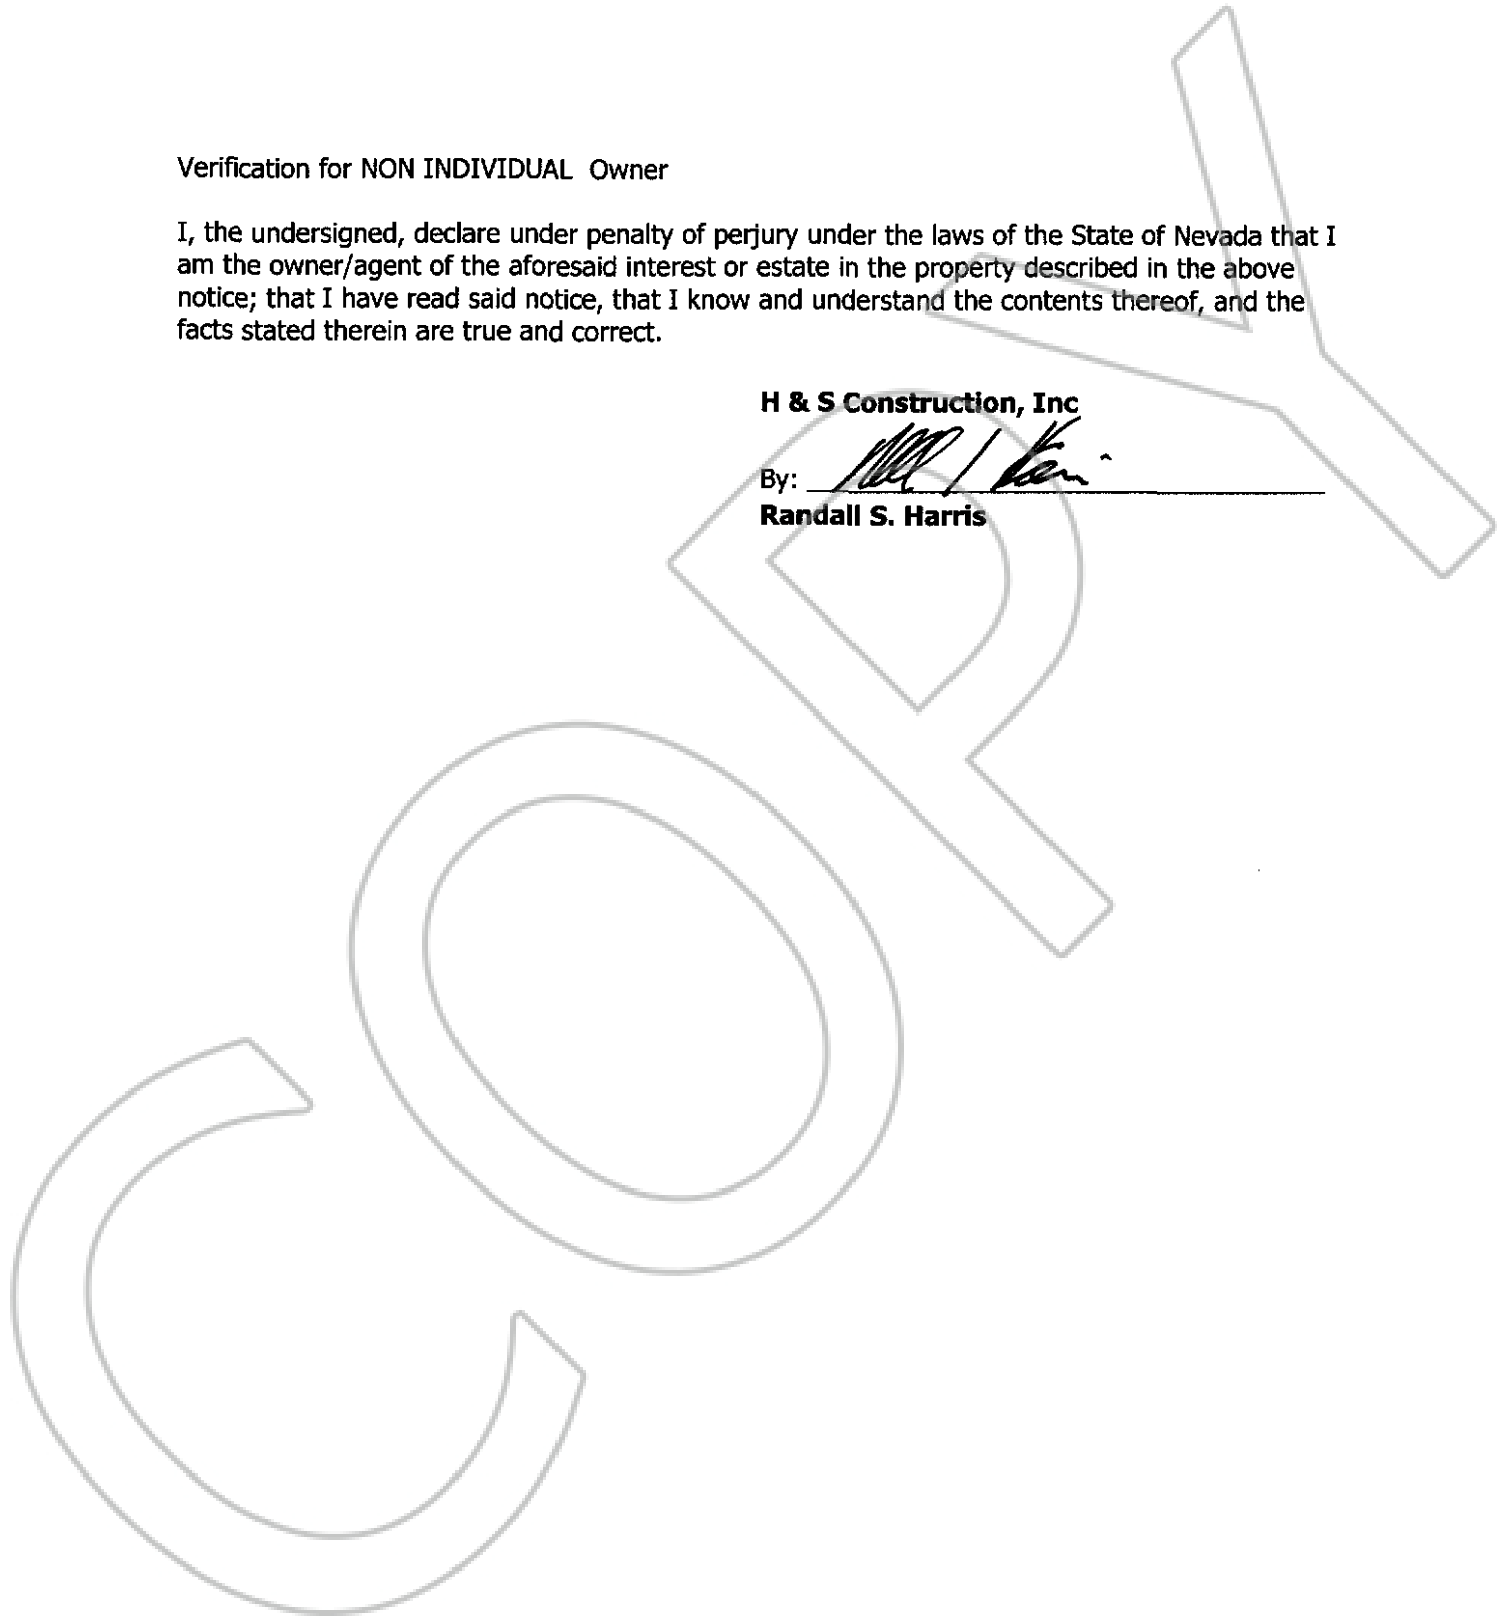 Verification for NON INDIVIDUAL Owner
I, the undersigned, declare under penalty of perjury under the laws of the State of Nevada that I
am the owner/agent of the aforesaid interest or estate in the property described in the above
notice; that I have read said notice, that I know and understand the contents thereof, and the
facts stated therein are true and correct.
H & S Construction, Inc
By:
Randall S. Harris
COPY